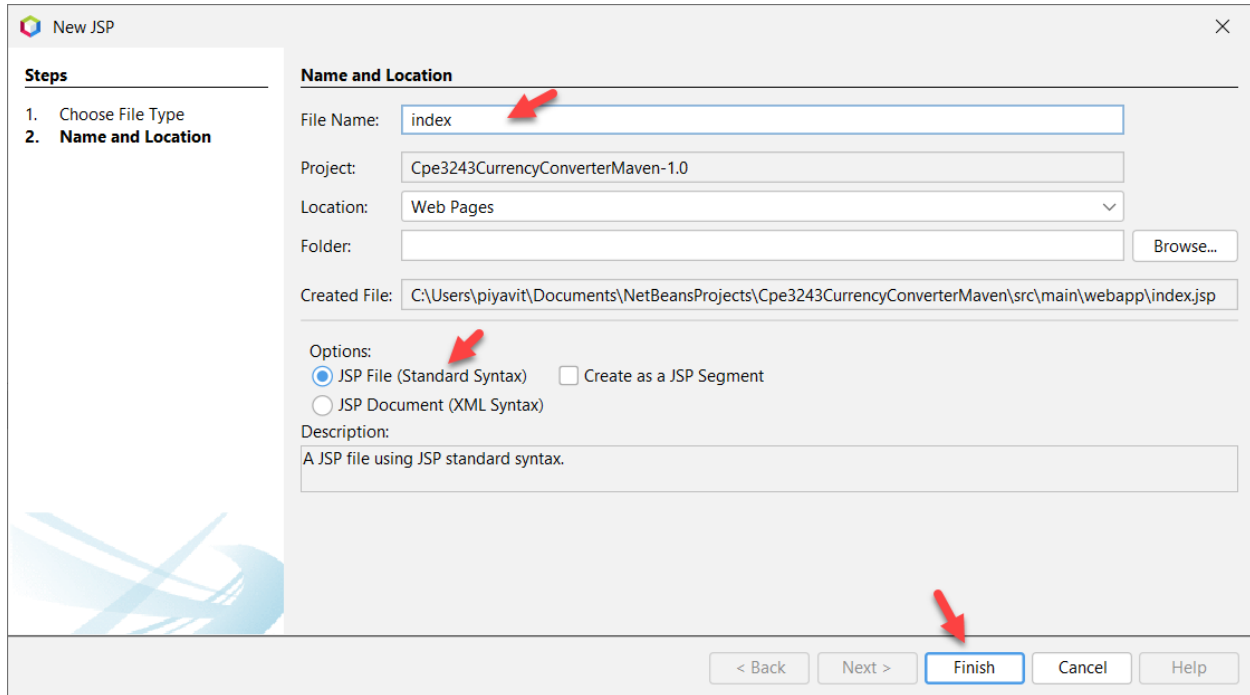 New JSP
Steps
1. Choose File Type
2. Name and Location
Name and Location
File Name: index
Project: Cpe3243CurrencyConverterMaven-1.0
Location: Web Pages
Folder: Browse...
Created File: C:\Users\piyavit\Documents\NetBeansProjects\Cpe3243CurrencyConverterMaven\src\main\webapp\index.jsp
Options:
JSP File (Standard Syntax) Create as a JSP Segment
JSP Document (XML Syntax)
Description:
A JSP file using JSP standard syntax.
< Back Next > Finish Cancel Help